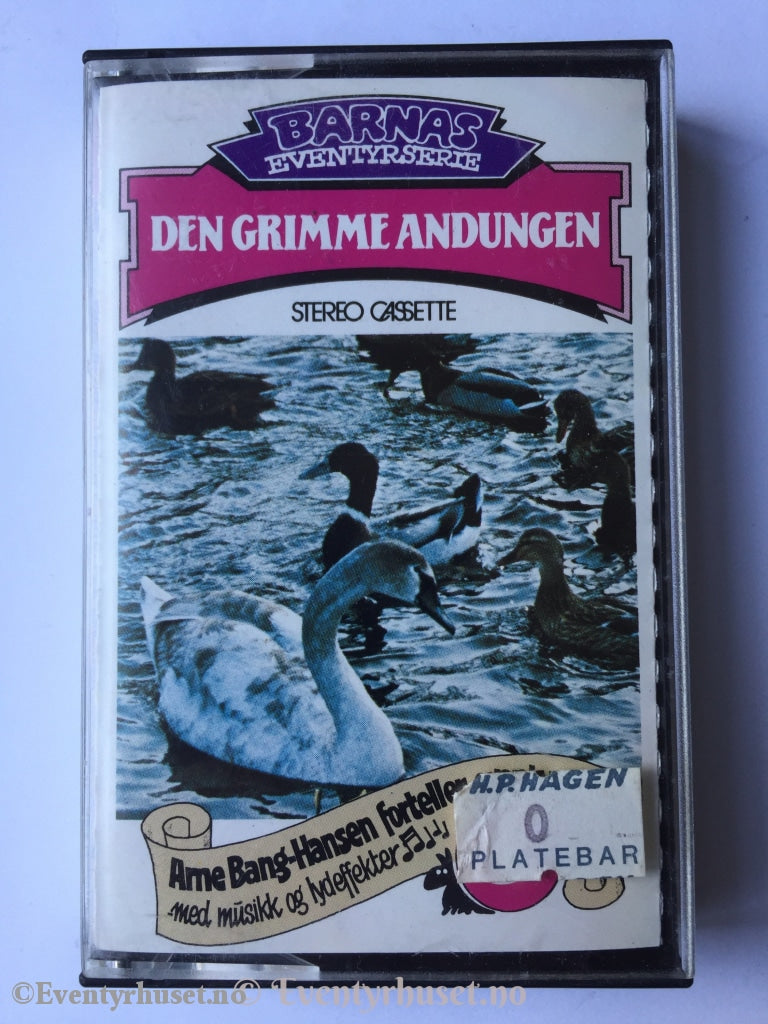 BARNAS
EVENTYRSERIE
DEN GRIMME ANDUNGEN
STEREO CASSETTE
Arne Bang-Hansen forteller
med müsikk og lydeffekter
H.P. HAGEN
0
PLATEBAR
©Eventyrhuset.no © Eventyrhuset.no